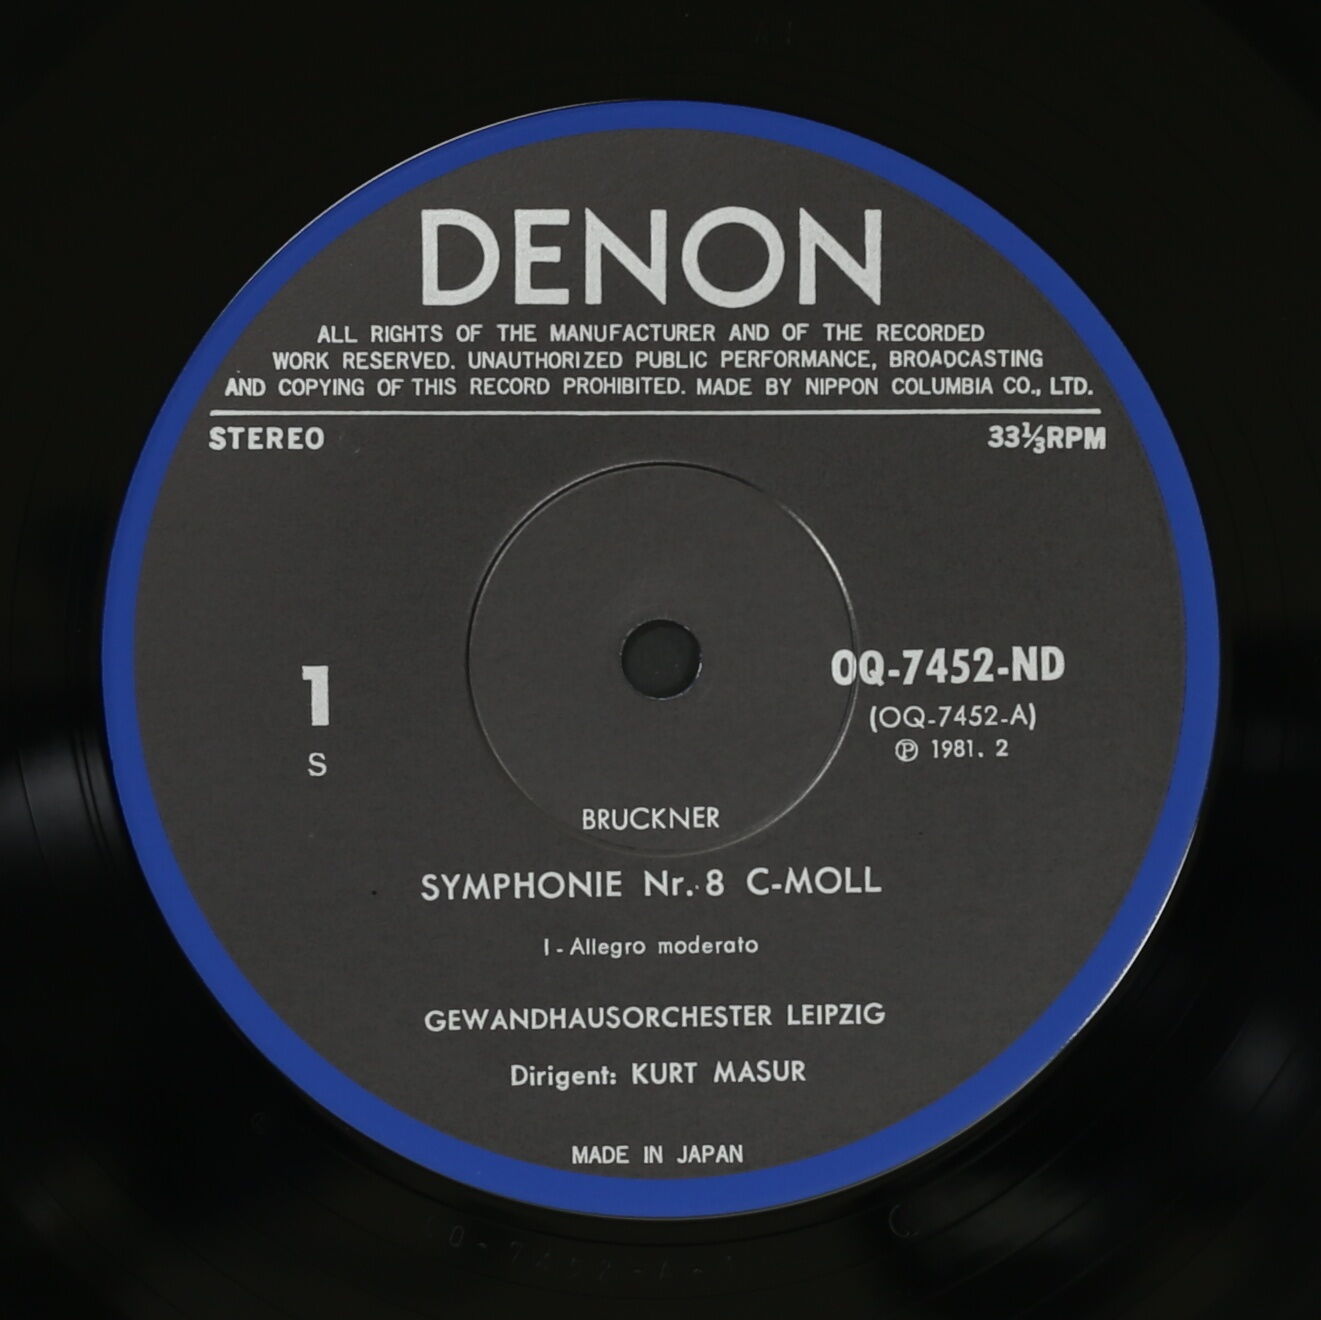 DENON
ALL RIGHTS OF THE MANUFACTURER AND OF THE RECORDED
WORK RESERVED. UNAUTHORIZED PUBLIC PERFORMANCE, BROADCASTING
AND COPYING OF THIS RECORD PROHIBITED. MADE BY NIPPON COLUMBIA CO., LTD.
STEREO 33⅓RPM
1 OQ-7452-ND
(OQ-7452-A)
S ℗ 1981. 2
BRUCKNER
SYMPHONIE Nr. 8 C-MOLL
I - Allegro moderato
GEWANDHAUSORCHESTER LEIPZIG
Dirigent: KURT MASUR
MADE IN JAPAN